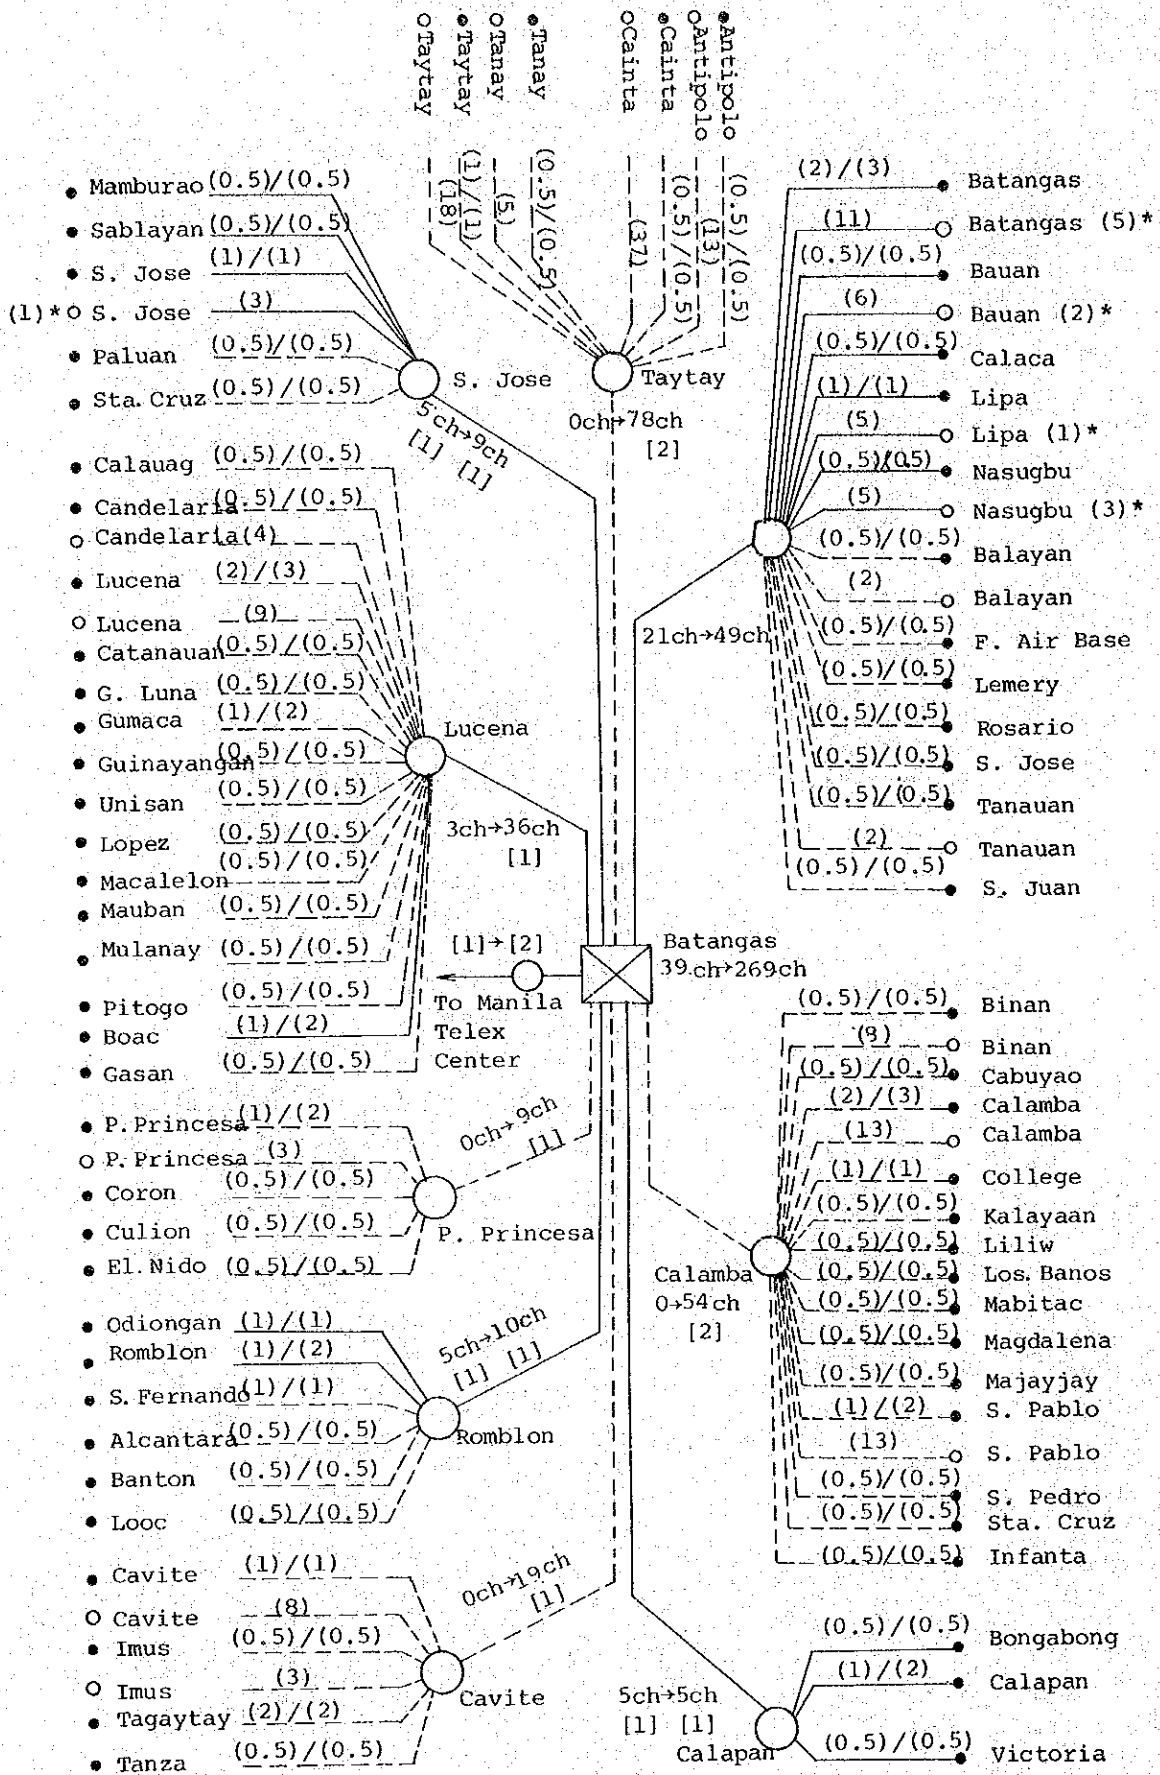 ○Taytay
●Taytay
○Tanay
●Tanay
○Cainta
●Cainta
○Antipolo
●Antipolo
(18)
(1)/(1)
(5)
(0.5)/(0.5)
(37)
(0.5)/(0.5)
(13)
(0.5)/(0.5)
● Mamburao (0.5)/(0.5)
● Sablayan (0.5)/(0.5)
● S. Jose (1)/(1)
(1)*○ S. Jose (3)
● Paluan (0.5)/(0.5)
● Sta. Cruz (0.5)/(0.5)
S. Jose
5ch→9ch
[1] [1]
Taytay
0ch→78ch
[2]
(2)/(3) ● Batangas
(11) ○ Batangas (5)*
(0.5)/(0.5) ● Bauan
(6) ○ Bauan (2)*
(0.5)/(0.5) ● Calaca
(1)/(1) ● Lipa
(5) ○ Lipa (1)*
(0.5)/(0.5) ● Nasugbu
(5) ○ Nasugbu (3)*
(0.5)/(0.5) ● Balayan
(2) ○ Balayan
(0.5)/(0.5) ● F. Air Base
(0.5)/(0.5) ● Lemery
(0.5)/(0.5) ● Rosario
(0.5)/(0.5) ● S. Jose
(0.5)/(0.5) ● Tanauan
(2) ○ Tanauan
(0.5)/(0.5) ● S. Juan
21ch→49ch
● Calauag (0.5)/(0.5)
● Candelaria (0.5)/(0.5)
○ Candelaria (4)
● Lucena (2)/(3)
○ Lucena (9)
● Catanauan (0.5)/(0.5)
● G. Luna (0.5)/(0.5)
● Gumaca (1)/(2)
● Guinayangan (0.5)/(0.5)
● Unisan (0.5)/(0.5)
● Lopez (0.5)/(0.5)
● Macalelon (0.5)/(0.5)
● Mauban (0.5)/(0.5)
● Mulanay (0.5)/(0.5)
● Pitogo (0.5)/(0.5)
● Boac (1)/(2)
● Gasan (0.5)/(0.5)
Lucena
3ch→36ch
[1]
[1]→[2]
To Manila
Telex
Center
Batangas
39.ch→269ch
● P. Princesa (1)/(2)
○ P. Princesa (3)
● Coron (0.5)/(0.5)
● Culion (0.5)/(0.5)
● El. Nido (0.5)/(0.5)
P. Princesa
0ch→9ch
[1]
(0.5)/(0.5) ● Binan
○ Binan
(0.5)/(0.5) ● Cabuyao
(2)/(3) ● Calamba
(13) ○ Calamba
(1)/(1) ● College
(0.5)/(0.5) ● Kalayaan
(0.5)/(0.5) ● Liliw
(0.5)/(0.5) ● Los. Banos
(0.5)/(0.5) ● Mabitac
(0.5)/(0.5) ● Magdalena
(0.5)/(0.5) ● Majayjay
(1)/(2) ● S. Pablo
(13) ○ S. Pablo
(0.5)/(0.5) ● S. Pedro
(0.5)/(0.5) ● Sta. Cruz
(0.5)/(0.5) ● Infanta
Calamba
0→54ch
[2]
● Odiongan (1)/(1)
● Romblon (1)/(2)
● S. Fernando (1)/(1)
● Alcantara (0.5)/(0.5)
● Banton (0.5)/(0.5)
● Looc (0.5)/(0.5)
Romblon
5ch→10ch
[1] [1]
● Cavite (1)/(1)
○ Cavite (8)
● Imus (0.5)/(0.5)
○ Imus (3)
● Tagaytay (2)/(2)
● Tanza (0.5)/(0.5)
Cavite
0ch→19ch
[1]
5ch→5ch
[1] [1]
Calapan
(0.5)/(0.5) ● Bongabong
(1)/(2) ● Calapan
(0.5)/(0.5) ● Victoria